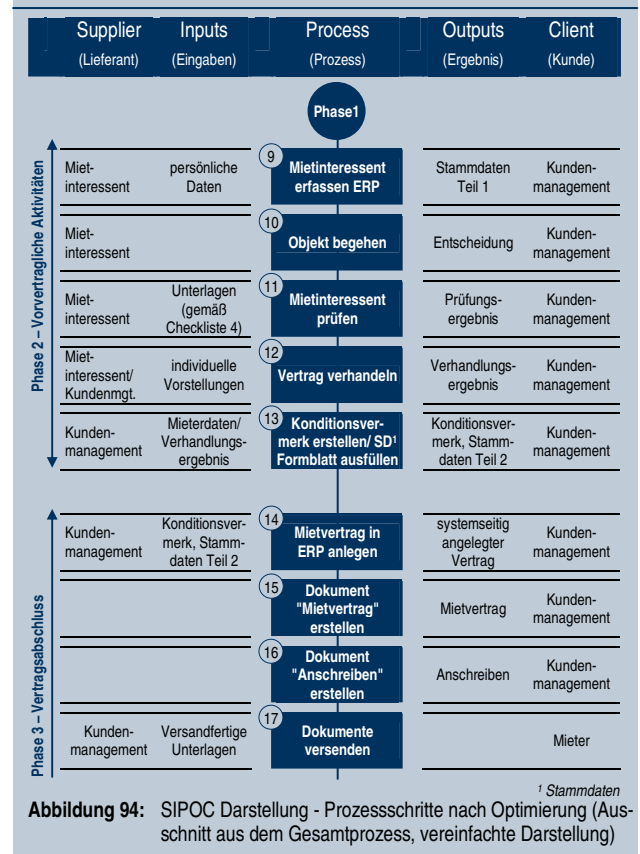 Supplier Inputs Process Outputs Client
(Lieferant) (Eingaben) (Prozess) (Ergebnis) (Kunde)
Phase1
Phase 2 – Vorvertragliche Aktivitäten
9
Miet-
interessent
persönliche
Daten
Mietinteressent
erfassen ERP
Stammdaten
Teil 1
Kunden-
management
10
Miet-
interessent
Objekt begehen
Entscheidung
Kunden-
management
11
Miet-
interessent
Unterlagen
(gemäß
Checkliste 4)
Mietinteressent
prüfen
Prüfungs-
ergebnis
Kunden-
management
12
Miet-
interessent/
Kundenmgt.
individuelle
Vorstellungen
Vertrag verhandeln
Verhandlungs-
ergebnis
Kunden-
management
13
Kunden-
management
Mieterdaten/
Verhandlungs-
ergebnis
Konditionsver-
merk erstellen/ SD¹
Formblatt ausfüllen
Konditionsver-
merk, Stamm-
daten Teil 2
Kunden-
management
Phase 3 – Vertragsabschluss
14
Kunden-
management
Konditionsver-
merk, Stamm-
daten Teil 2
Mietvertrag in
ERP anlegen
systemseitig
angelegter
Vertrag
Kunden-
management
15
Dokument
"Mietvertrag"
erstellen
Mietvertrag
Kunden-
management
16
Dokument
"Anschreiben"
erstellen
Anschreiben
Kunden-
management
17
Kunden-
management
Versandfertige
Unterlagen
Dokumente
versenden
Mieter
¹ Stammdaten
Abbildung 94: SIPOC Darstellung - Prozessschritte nach Optimierung (Aus-
schnitt aus dem Gesamtprozess, vereinfachte Darstellung)